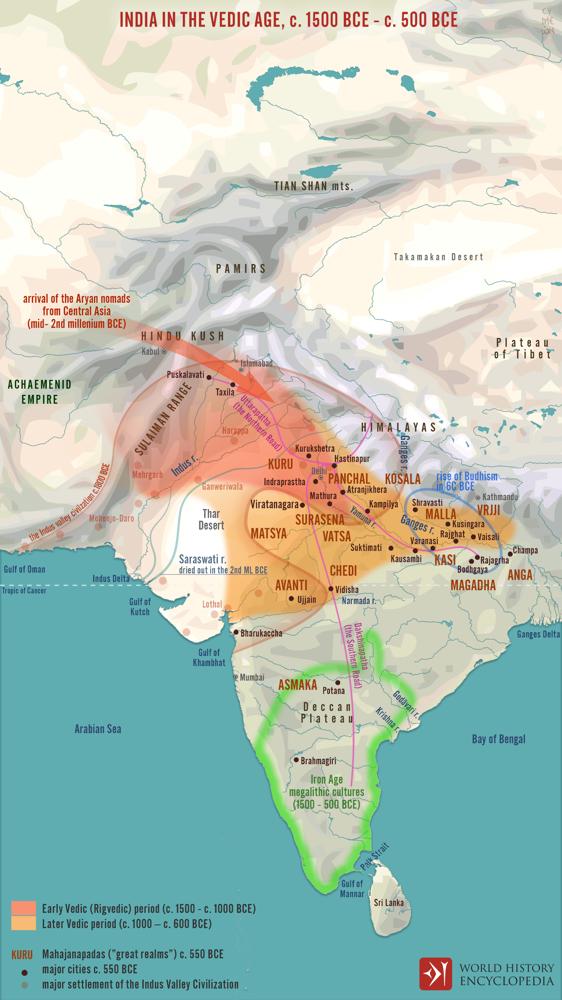 INDIA IN THE VEDIC AGE, c. 1500 BCE - c. 500 BCE
CV
ME
ωN
TIAN SHAN mts.
Takamakan Desert
PAMIRS
arrival of the Aryan nomads
from Central Asia
(mid- 2nd millenium BCE)
HINDU KUSH
Kabul
Plateau
of Tibet
Islamabad
Puskalavati
ACHAEMENID
EMPIRE
Taxila
SULAIMAN RANGE
Uttarapatha
(the Northern Road)
HIMALAYAS
Harappa
Ganges r.
Kurukshetra
Hastinapur
KURU
Indus r.
Delhi
Mehrgarh
Indraprastha
PANCHAL
KOSALA
rise of Budhism
in 6C BCE
Ganweriwala
Atranjikhera
Mathura
Kathmandu
the Indus valley civilzation c.1800 BCE
Viratanagara
Kampilya
Shravasti
VRJJI
Thar
Desert
MALLA
Mohenjo-Daro
SURASENA
Yamuna r.
Ganges r.
Kusingara
MATSYA
VATSA
Rajghat
Vaisali
Varanasi
Suktimati
Champa
Kausambi
KASI
Rajagrha
Saraswati r.
dried out in the 2nd ML BCE
Gulf of Oman
CHEDI
Bodhgaya
ANGA
Indus Delta
AVANTI
MAGADHA
Tropic of Cancer
Vidisha
Ujjain
Narmada r.
Gulf of
Kutch
Lothal
Bharukaccha
Ganges Delta
Dakshinapatha
(the Southern Road)
Gulf of
Khambhat
Mumbai
ASMAKA
Potana
Godävari r.
Deccan
Plateau
Krishna r.
Arabian Sea
Bay of Bengal
Brahmagiri
Iron Age
megalithic cultures
(1500 - 500 BCE)
Palk Strait
Gulf of
Mannar
Sri Lanka
Early Vedic (Rigvedic) period (c. 1500 - c. 1000 BCE)
Later Vedic period (c. 1000 – c. 600 BCE)
KURU Mahajanapadas ("great realms") c. 550 BCE
major cities c. 550 BCE
major settlement of the Indus Valley Civilization
WORLD HISTORY
ENCYCLOPEDIA